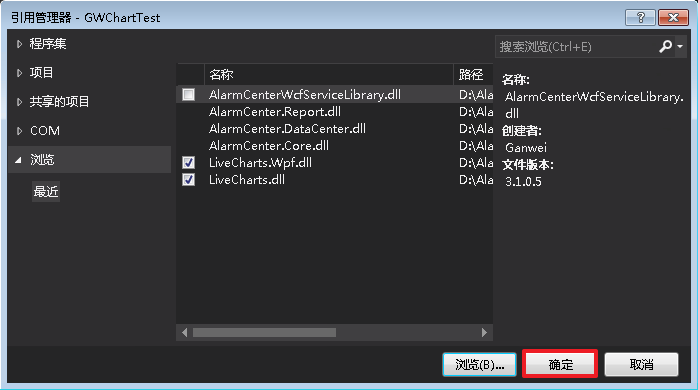 引用管理器 - GWChartTest
程序集
项目
共享的项目
COM
浏览
最近
名称 路径
AlarmCenterWcfServiceLibrary.dll D:\Ala
AlarmCenter.Report.dll D:\Ala
AlarmCenter.DataCenter.dll D:\Ala
AlarmCenter.Core.dll D:\Ala
LiveCharts.Wpf.dll D:\Ala
LiveCharts.dll D:\Ala
搜索浏览(Ctrl+E)
名称:
AlarmCenterWcfServiceLibrary.
dll
创建者:
Ganwei
文件版本:
3.1.0.5
浏览(B)... 确定 取消